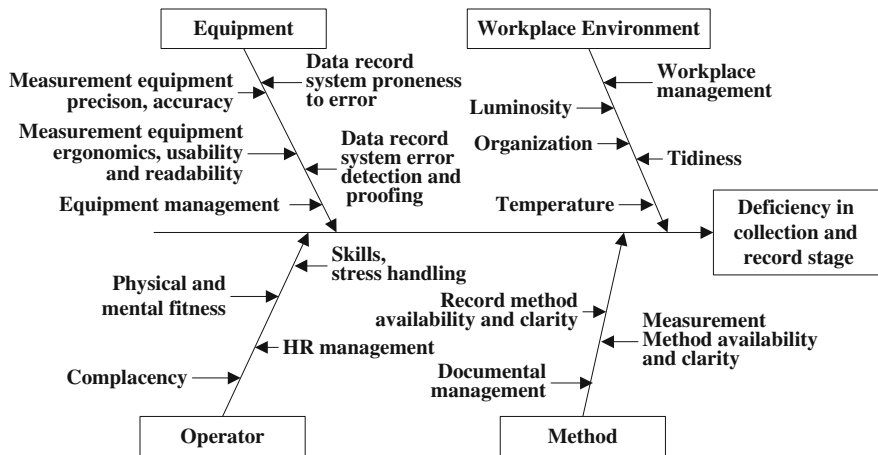 Equipment
Workplace Environment
Data record
system proneness
to error
Measurement equipment
precison, accuracy
Measurement equipment
ergonomics, usability
and readability
Data record
system error
detection and
proofing
Equipment management
Workplace
management
Luminosity
Organization
Tidiness
Temperature
Deficiency in
collection and
record stage
Skills,
stress handling
Physical and
mental fitness
HR management
Complacency
Record method
availability and clarity
Measurement
Method availability
and clarity
Documental
management
Operator
Method